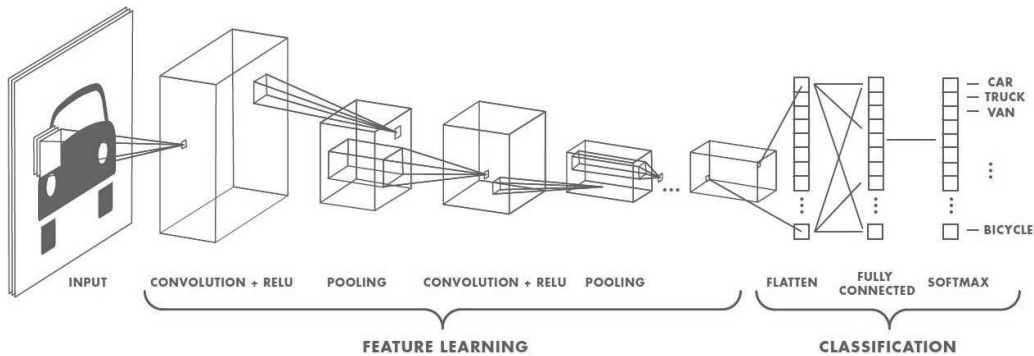 CAR
TRUCK
VAN
BICYCLE
INPUT
CONVOLUTION + RELU
POOLING
CONVOLUTION + RELU
POOLING
FLATTEN
FULLY
CONNECTED
SOFTMAX
FEATURE LEARNING
CLASSIFICATION